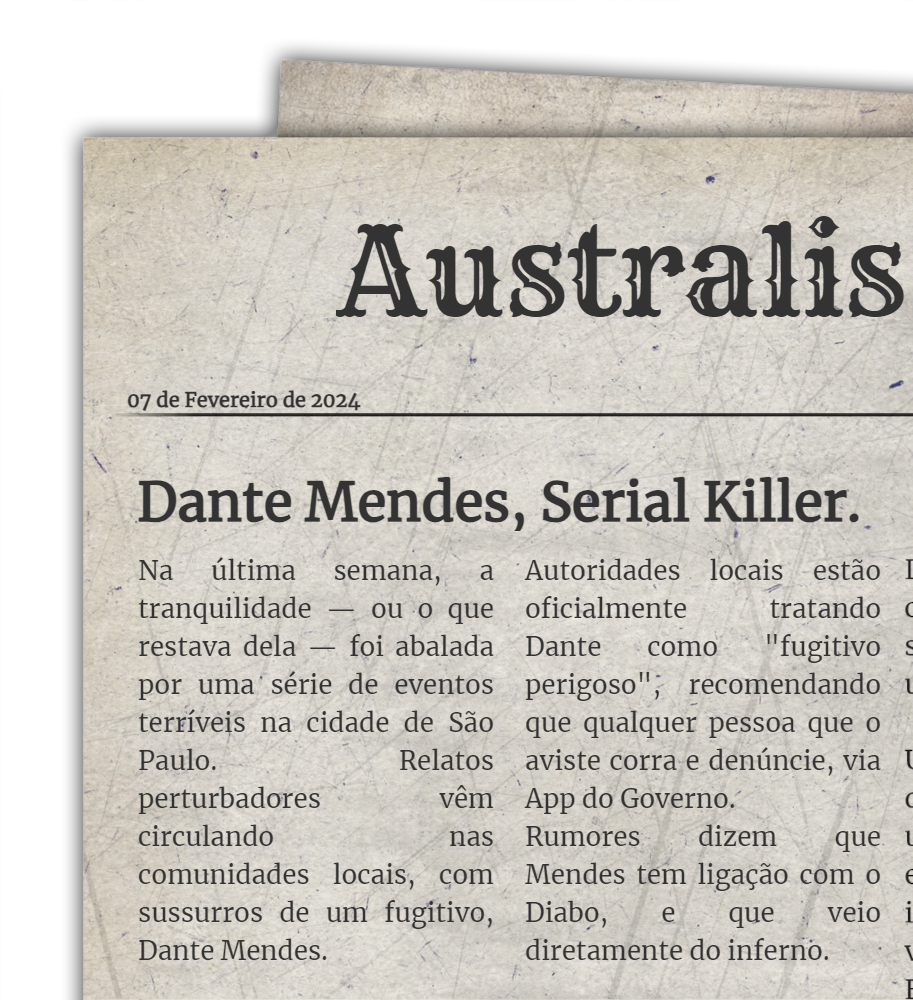 Australis
07 de Fevereiro de 2024
Dante Mendes, Serial Killer.
Na última semana, a
tranquilidade — ou o que
restava dela — foi abalada
por uma série de eventos
terríveis na cidade de São
Paulo. Relatos
perturbadores vêm
circulando nas
comunidades locais, com
sussurros de um fugitivo,
Dante Mendes.
Autoridades locais estão
oficialmente tratando
Dante como "fugitivo
perigoso"; recomendando
que qualquer pessoa que o
aviste corra e denúncie, via
App do Governo.
Rumores dizem que
Mendes tem ligação com o
Diabo, e que veio
diretamente do inferno.